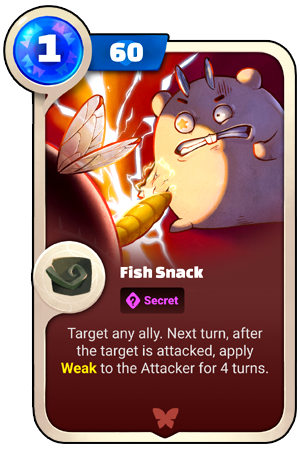 1
60
Fish Snack
Secret
Target any ally. Next turn, after
the target is attacked, apply
Weak to the Attacker for 4 turns.